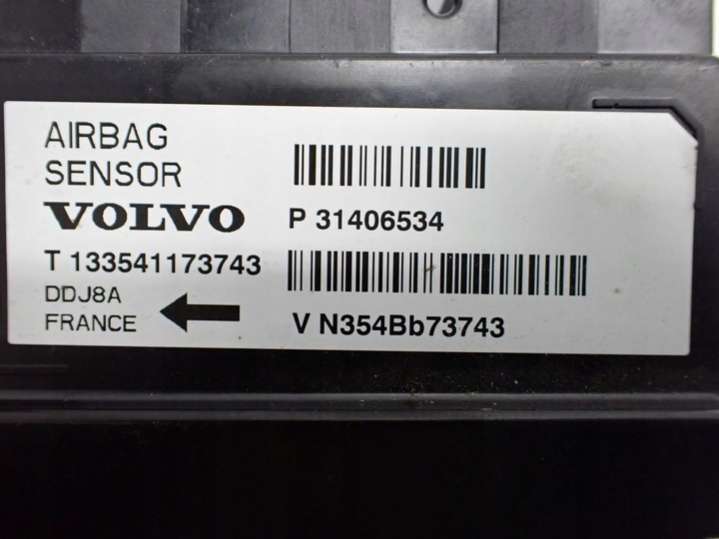 AIRBAG
SENSOR
VOLVO
P 31406534
T 133541173743
DDJ8A
FRANCE
V N354Bb73743